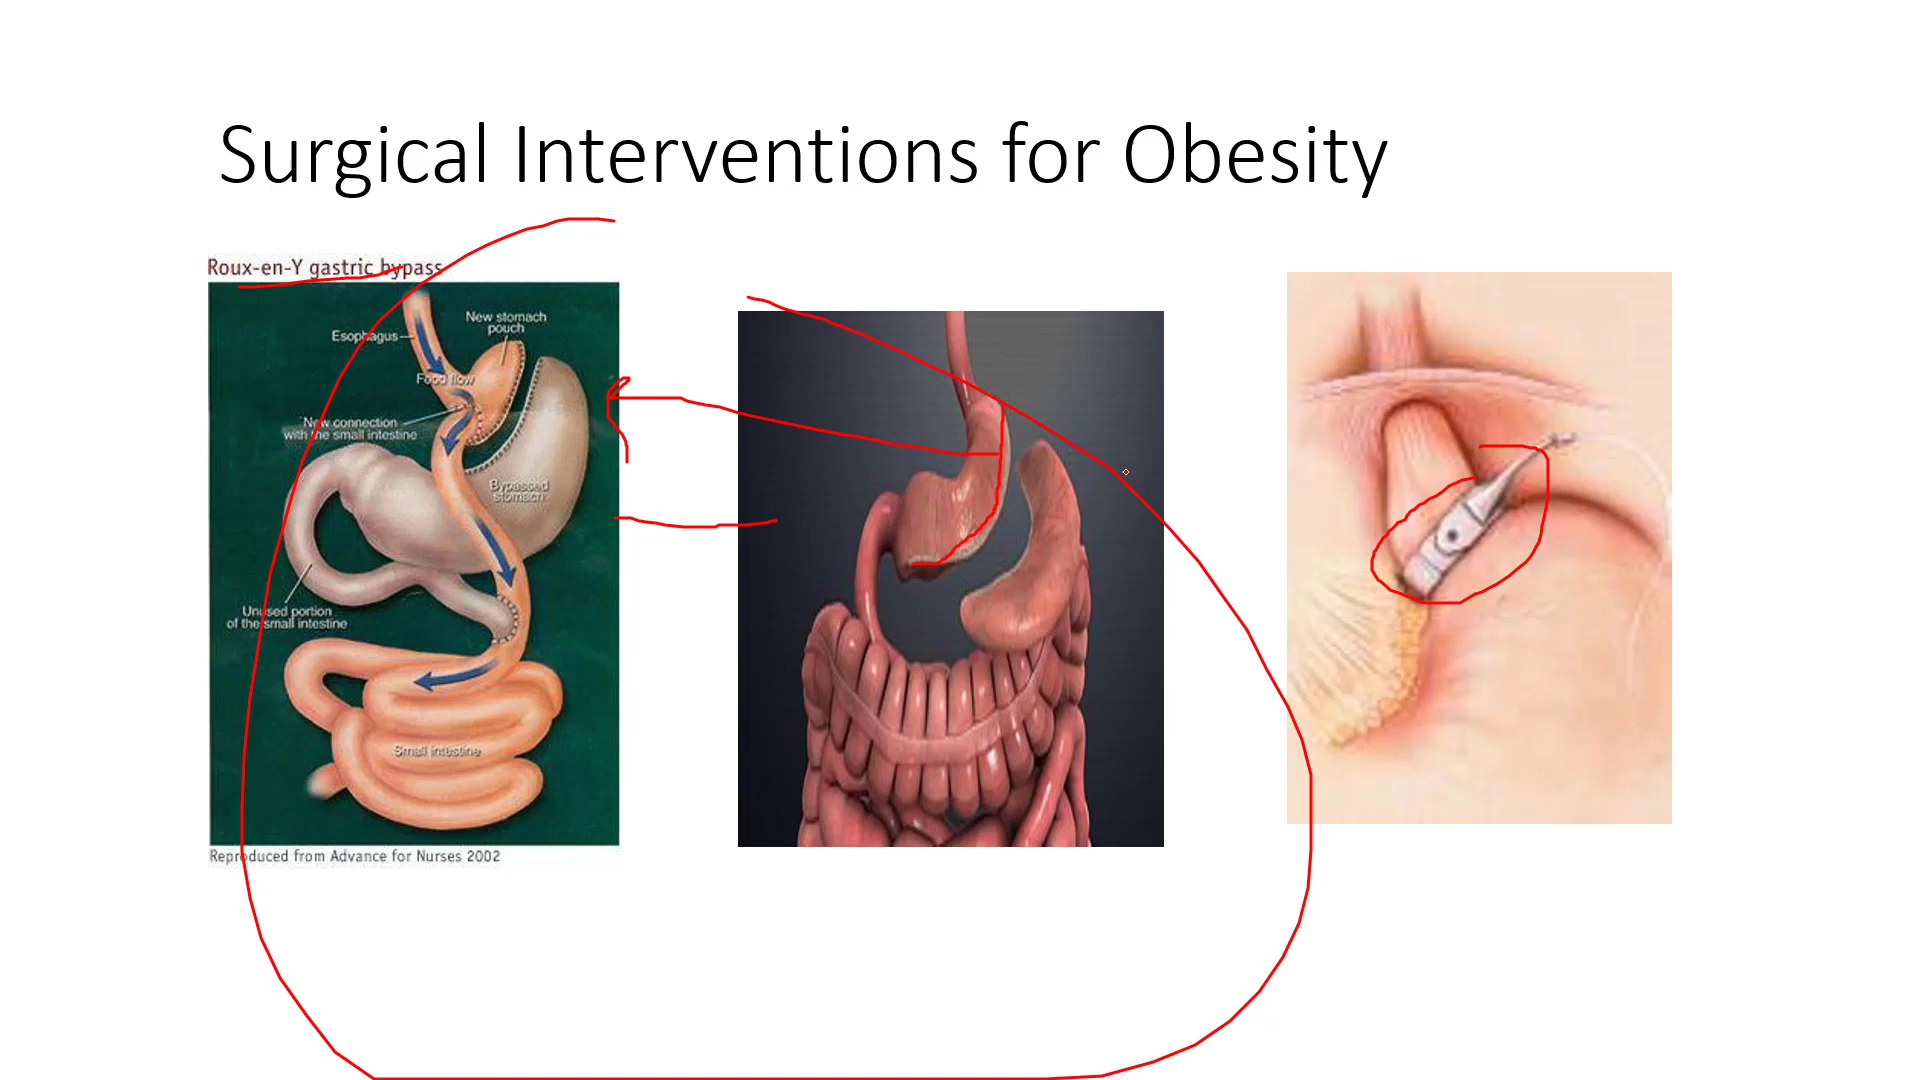 Surgical Interventions for Obesity
Roux-en-Y gastric bypass
New stomach
pouch
Esophagus
Food flow
New connection
with the small intestine
Bypassed
stomach
Unused portion
of the small intestine
Small intestine
Reproduced from Advance for Nurses 2002